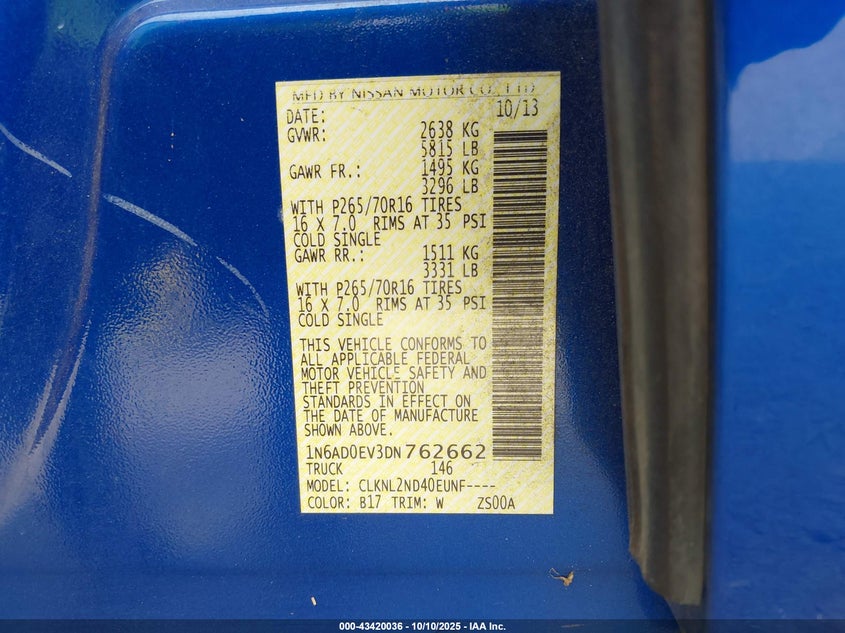 MFD BY NISSAN MOTOR CO., LTD
DATE: 10/13
GVWR: 2638 KG
5815 LB
GAWR FR.: 1495 KG
3296 LB
WITH P265/70R16 TIRES
16 X 7.0 RIMS AT 35 PSI
COLD SINGLE
GAWR RR.: 1511 KG
3331 LB
WITH P265/70R16 TIRES
16 X 7.0 RIMS AT 35 PSI
COLD SINGLE
THIS VEHICLE CONFORMS TO
ALL APPLICABLE FEDERAL
MOTOR VEHICLE SAFETY AND
THEFT PREVENTION
STANDARDS IN EFFECT ON
THE DATE OF MANUFACTURE
SHOWN ABOVE.
1N6AD0EV3DN762662
TRUCK 146
MODEL: CLKNL2ND40EUNF----
COLOR: B17 TRIM: W ZS00A
000-43420036 - 10/10/2025 - IAA Inc.